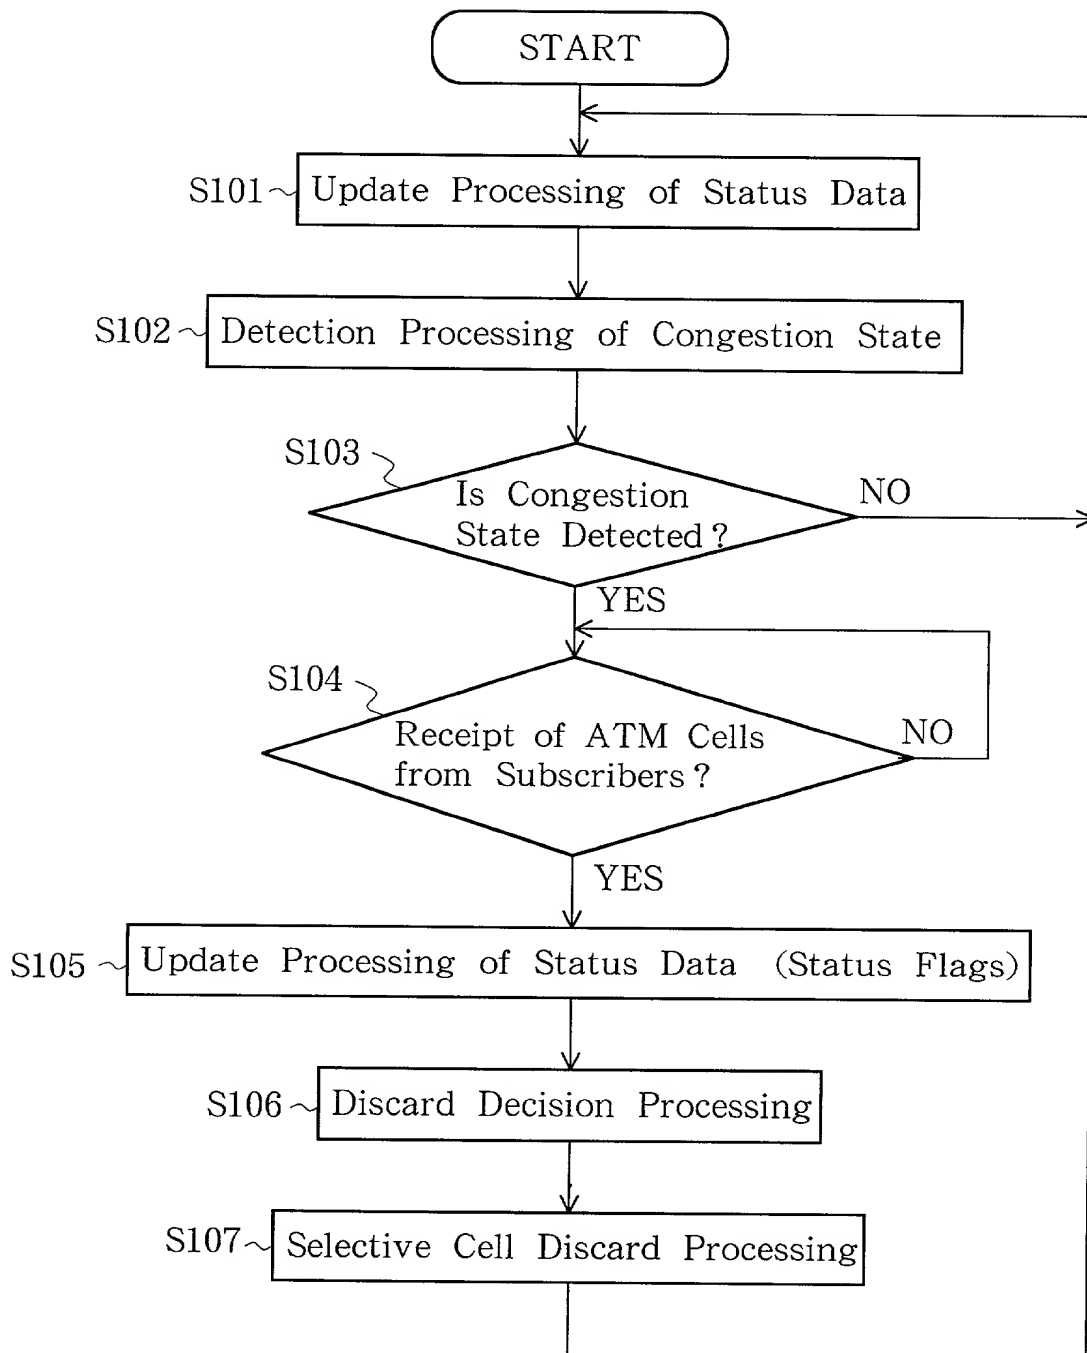 START
S101 Update Processing of Status Data
S102 Detection Processing of Congestion State
S103
Is Congestion
State Detected?
NO
YES
S104
Receipt of ATM Cells
from Subscribers?
NO
YES
S105 Update Processing of Status Data (Status Flags)
S106 Discard Decision Processing
S107 Selective Cell Discard Processing